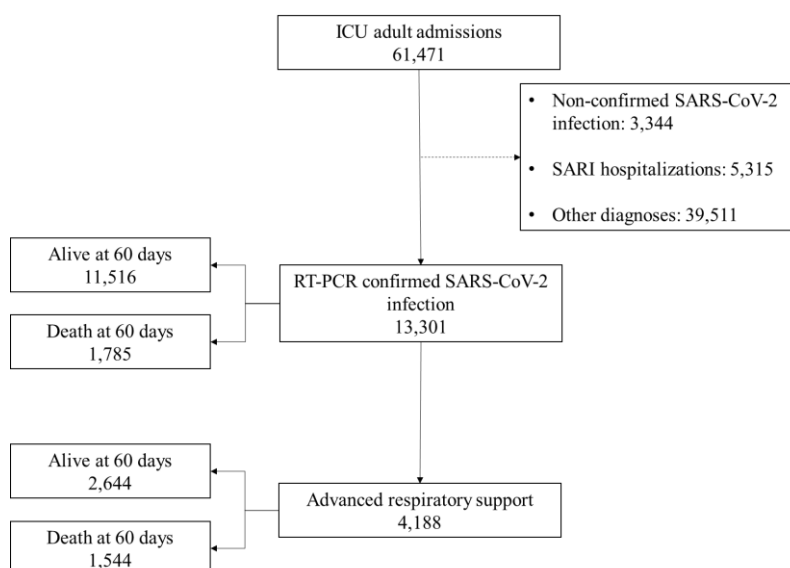 ICU adult admissions
61,471
• Non-confirmed SARS-CoV-2
infection: 3,344
• SARI hospitalizations: 5,315
• Other diagnoses: 39,511
Alive at 60 days
11,516
RT-PCR confirmed SARS-CoV-2
infection
13,301
Death at 60 days
1,785
Alive at 60 days
2,644
Advanced respiratory support
4,188
Death at 60 days
1,544